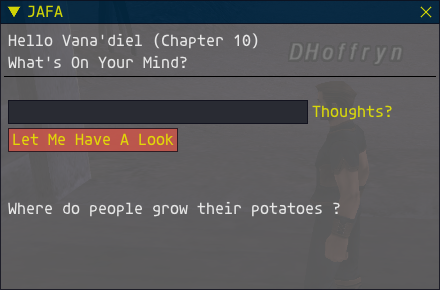 JAFA
Hello Vana'diel (Chapter 10)
What's On Your Mind?
DHoffryn
Thoughts?
Let Me Have A Look
Where do people grow their potatoes ?